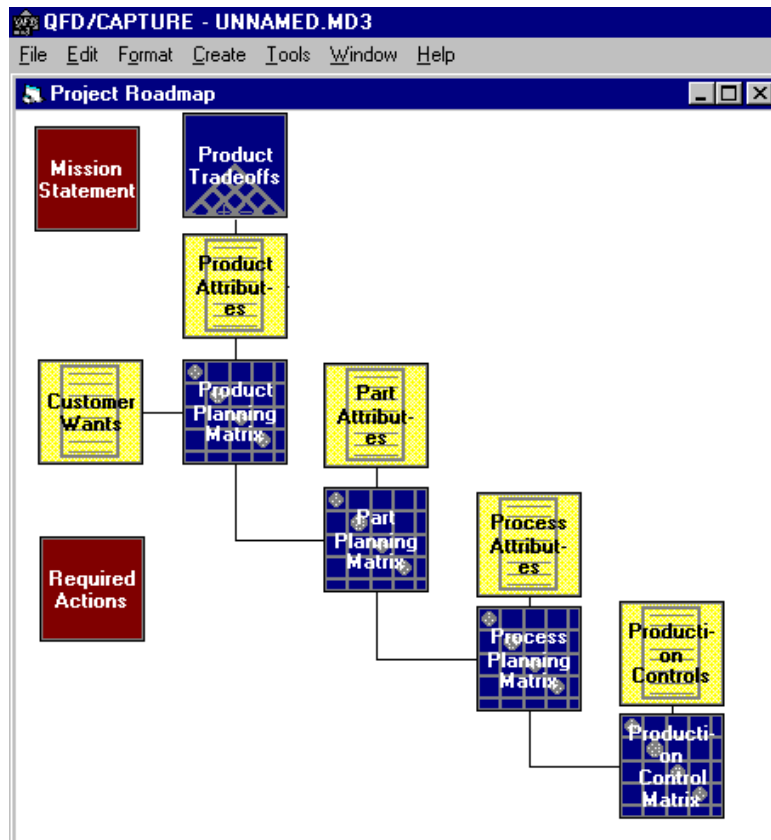 QFD/CAPTURE - UNNAMED.MD3
File Edit Format Create Tools Window Help
Project Roadmap
Mission
Statement
Product
Tradeoffs
Product
Attribut-
es
Customer
Wants
Product
Planning
Matrix
Part
Attribut-
es
Part
Planning
Matrix
Process
Attribut-
es
Required
Actions
Process
Planning
Matrix
Producti-
on
Controls
Producti-
on
Control
Matrix